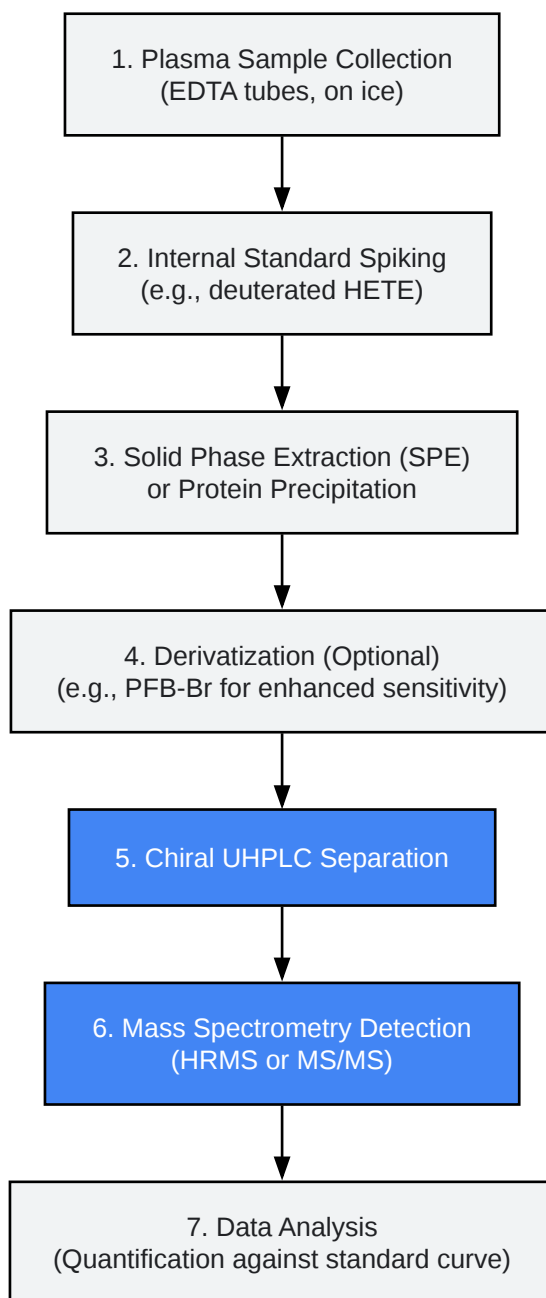 1. Plasma Sample Collection
(EDTA tubes, on ice)
2. Internal Standard Spiking
(e.g., deuterated HETE)
3. Solid Phase Extraction (SPE)
or Protein Precipitation
4. Derivatization (Optional)
(e.g., PFB-Br for enhanced sensitivity)
5. Chiral UHPLC Separation
6. Mass Spectrometry Detection
(HRMS or MS/MS)
7. Data Analysis
(Quantification against standard curve)